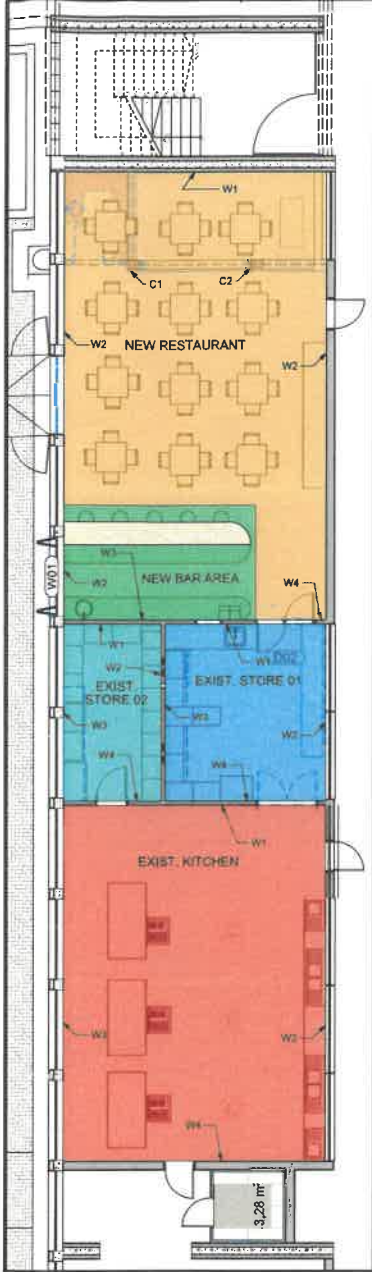 W1
C1
C2
W2
NEW RESTAURANT
W2
W01
W3
W2
NEW BAR AREA
W4
W1
W1
W2
D02
EXIST.
STORE 02
EXIST. STORE 01
W3
W3
W2
W4
W4
W1
EXIST. KITCHEN
W3
W2
W4
3,28 m²